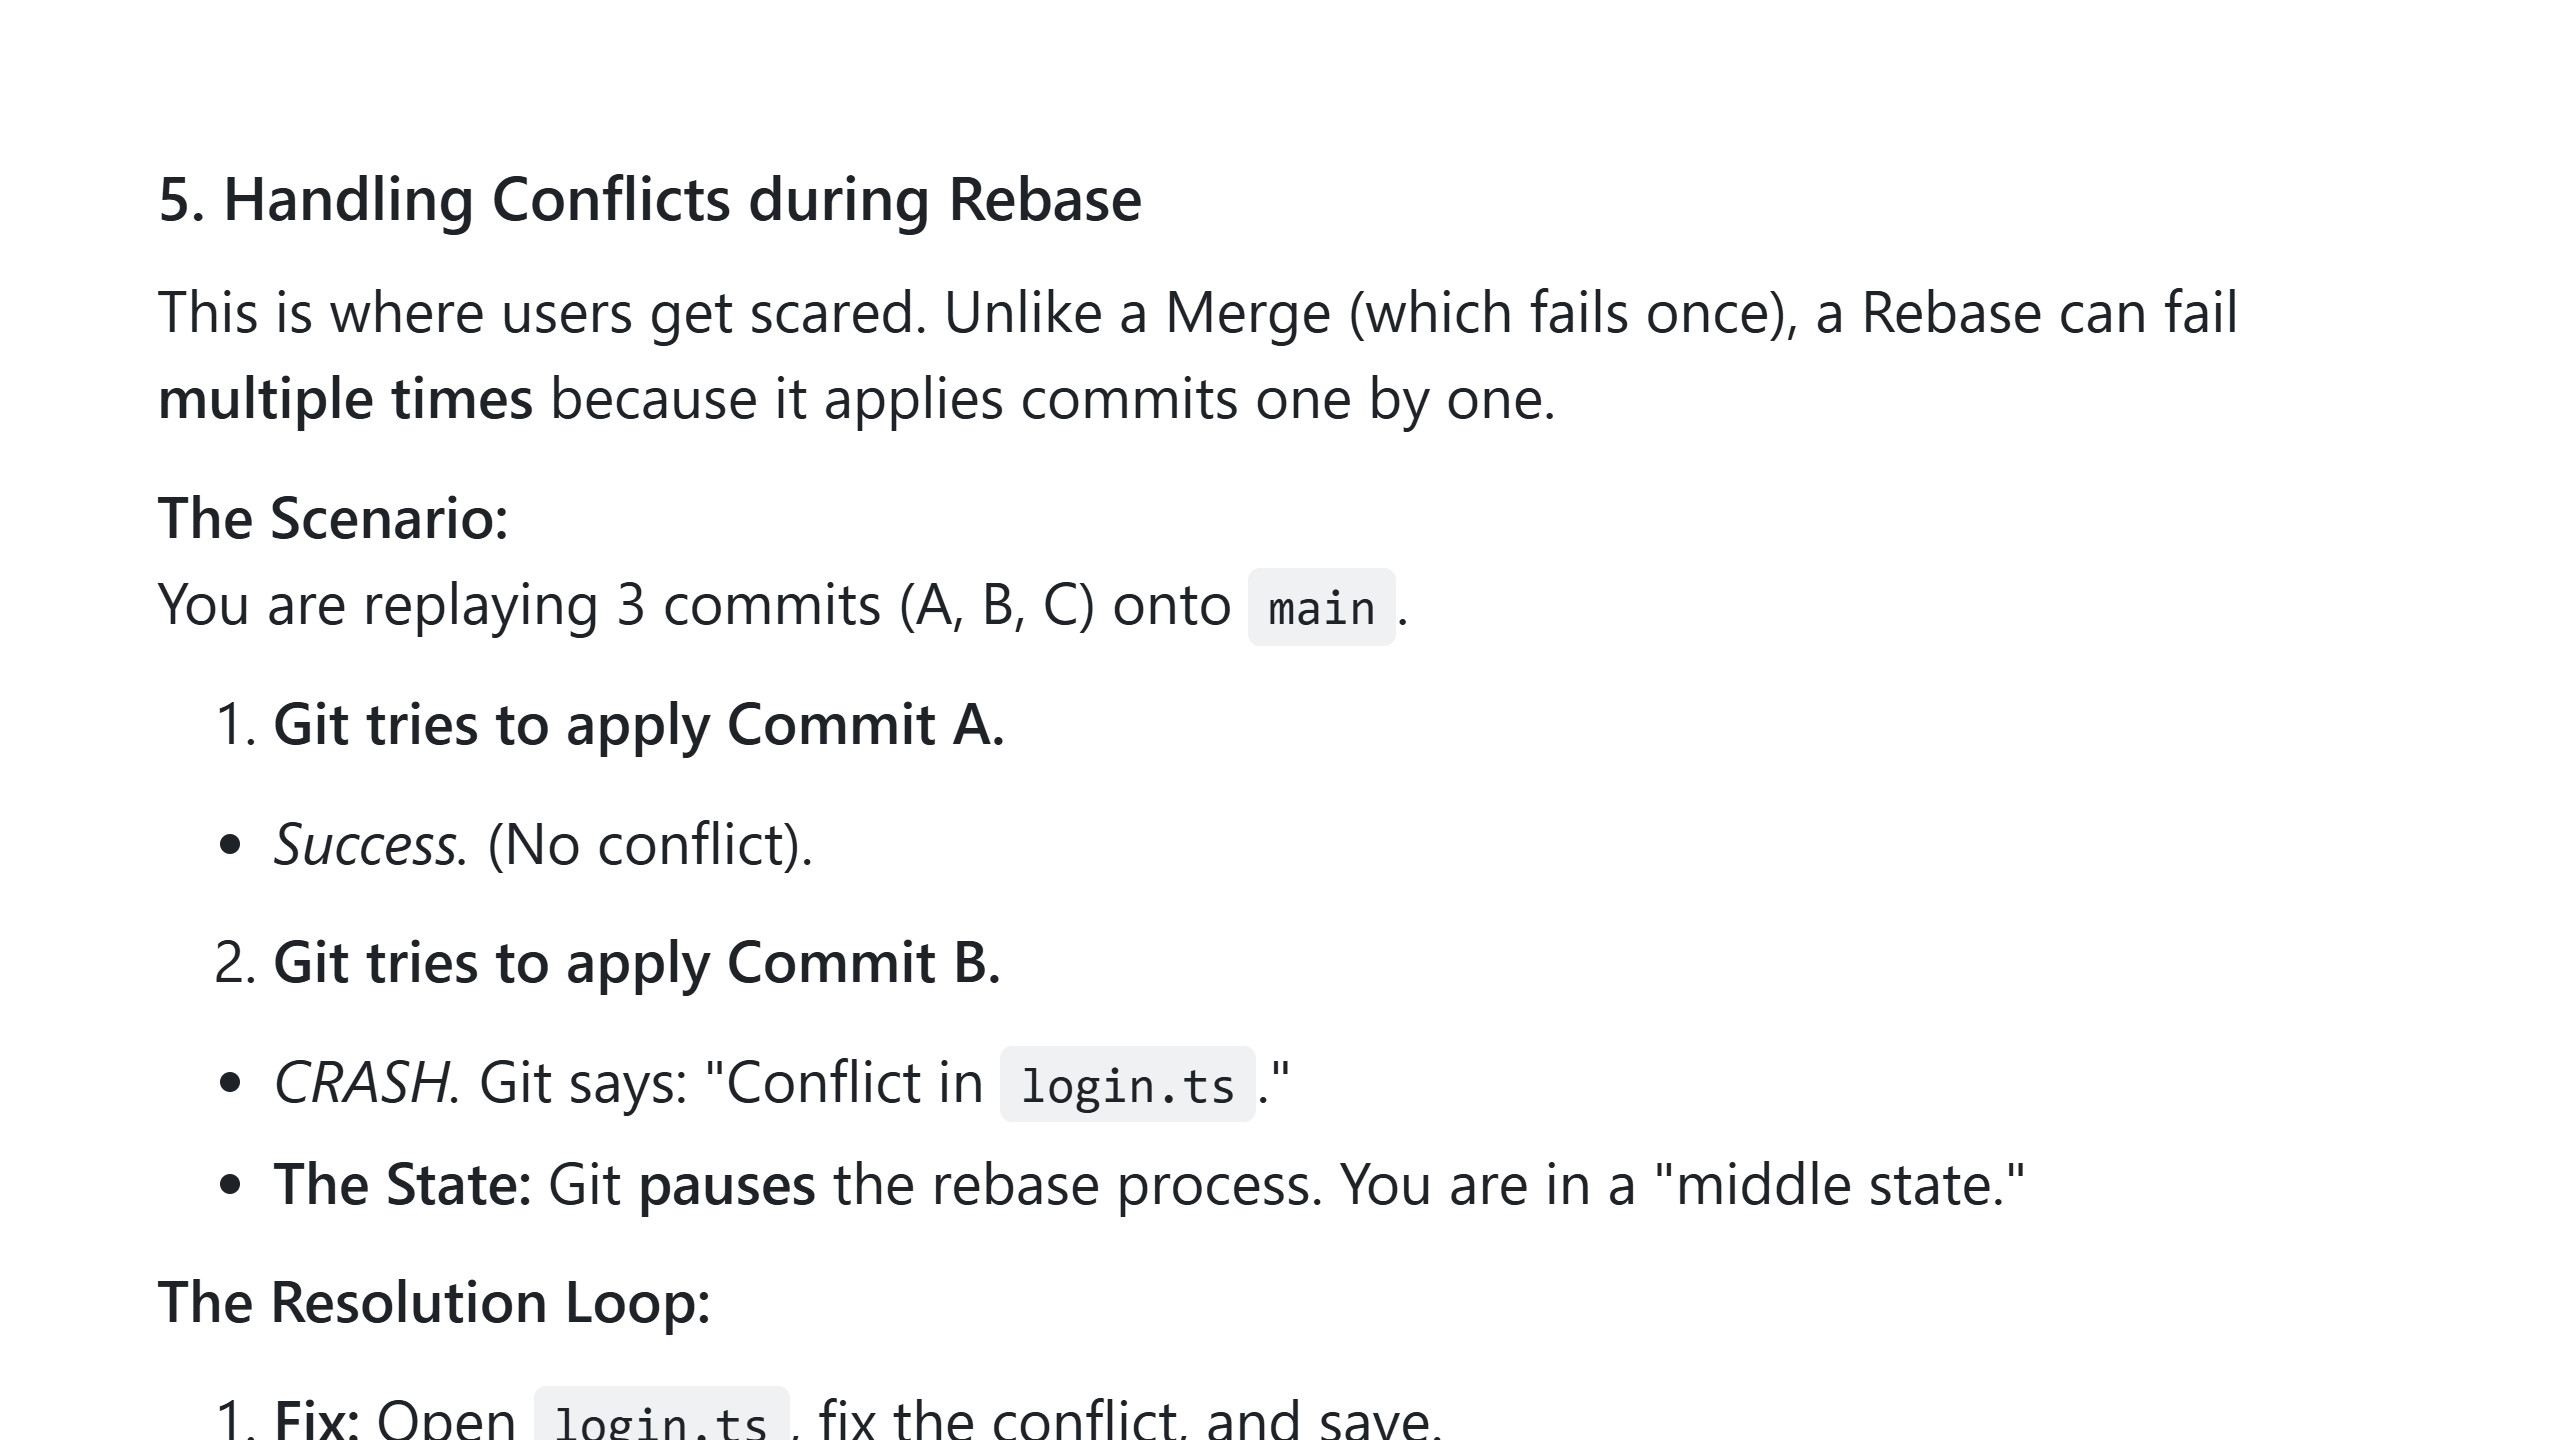 5. Handling Conflicts during Rebase
This is where users get scared. Unlike a Merge (which fails once), a Rebase can fail
multiple times because it applies commits one by one.
The Scenario:
You are replaying 3 commits (A, B, C) onto main.
1. Git tries to apply Commit A.
• Success. (No conflict).
2. Git tries to apply Commit B.
• CRASH. Git says: "Conflict in login.ts."
• The State: Git pauses the rebase process. You are in a "middle state."
The Resolution Loop:
1. Fix: Open login.ts, fix the conflict, and save.